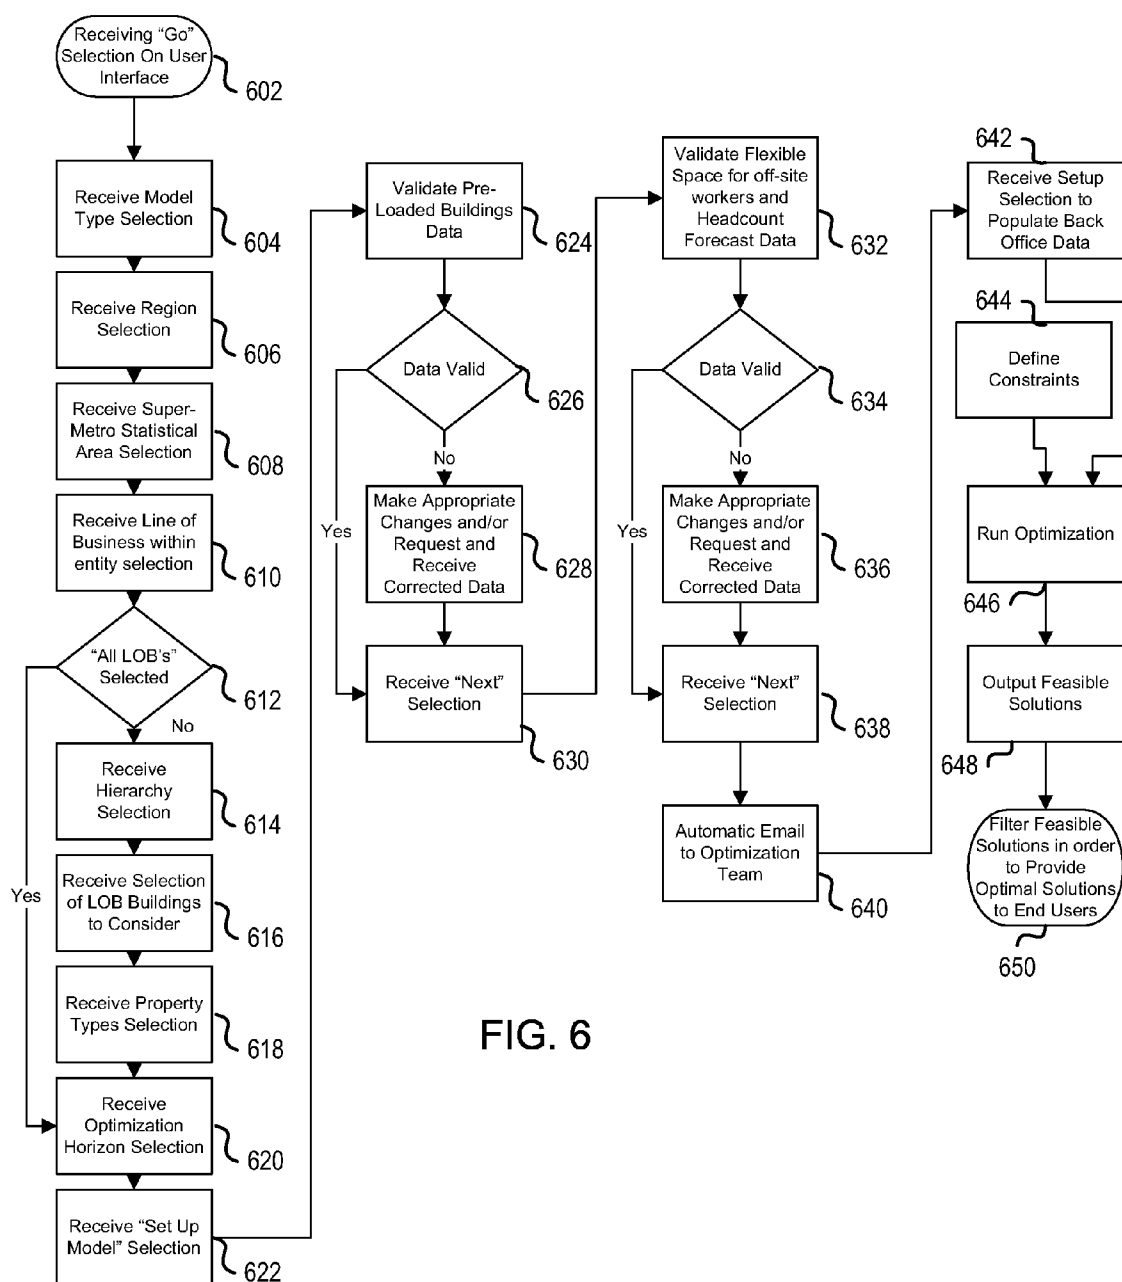 Receiving “Go”
Selection On User
Interface
602
Receive Model
Type Selection
604
Receive Region
Selection
606
Receive Super-
Metro Statistical
Area Selection
608
Receive Line of
Business within
entity selection
610
“All LOB’s”
Selected
612
No
Yes
Receive
Hierarchy
Selection
614
Receive Selection
of LOB Buildings
to Consider
616
Receive Property
Types Selection
618
Receive
Optimization
Horizon Selection
620
Receive “Set Up
Model” Selection
622
Validate Pre-
Loaded Buildings
Data
624
Data Valid
626
No
Yes
Make Appropriate
Changes and/or
Request and
Receive
Corrected Data
628
Receive “Next”
Selection
630
Validate Flexible
Space for off-site
workers and
Headcount
Forecast Data
632
Data Valid
634
No
Yes
Make Appropriate
Changes and/or
Request and
Receive
Corrected Data
636
Receive “Next”
Selection
638
Automatic Email
to Optimization
Team
640
642
Receive Setup
Selection to
Populate Back
Office Data
644
Define
Constraints
Run Optimization
646
Output Feasible
Solutions
648
Filter Feasible
Solutions in order
to Provide
Optimal Solutions
to End Users
650
FIG. 6